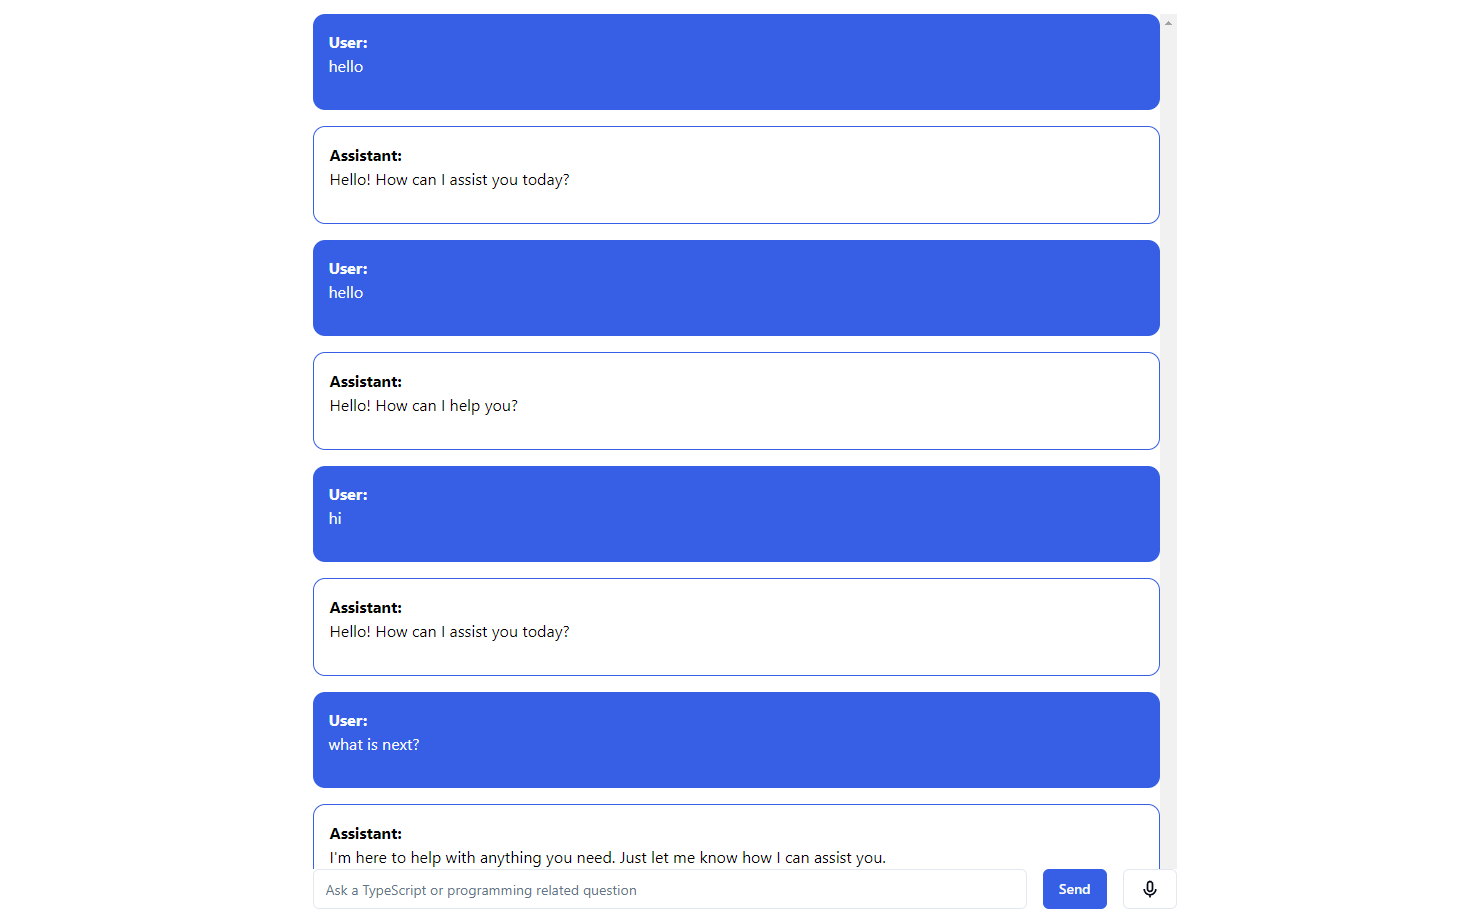 User:
hello
Assistant:
Hello! How can I assist you today?
User:
hello
Assistant:
Hello! How can I help you?
User:
hi
Assistant:
Hello! How can I assist you today?
User:
what is next?
Assistant:
I'm here to help with anything you need. Just let me know how I can assist you.
Ask a TypeScript or programming related question
Send